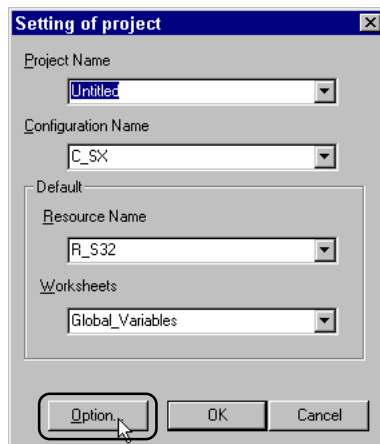 Setting of project
Project Name
Untitled
Configuration Name
C_SX
Default
Resource Name
R_S32
Worksheets
Global_Variables
Option... OK Cancel